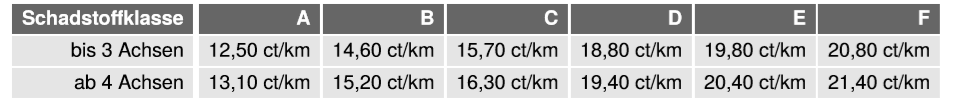 Schadstoffklasse A B C D E F
bis 3 Achsen 12,50 ct/km 14,60 ct/km 15,70 ct/km 18,80 ct/km 19,80 ct/km 20,80 ct/km
ab 4 Achsen 13,10 ct/km 15,20 ct/km 16,30 ct/km 19,40 ct/km 20,40 ct/km 21,40 ct/km